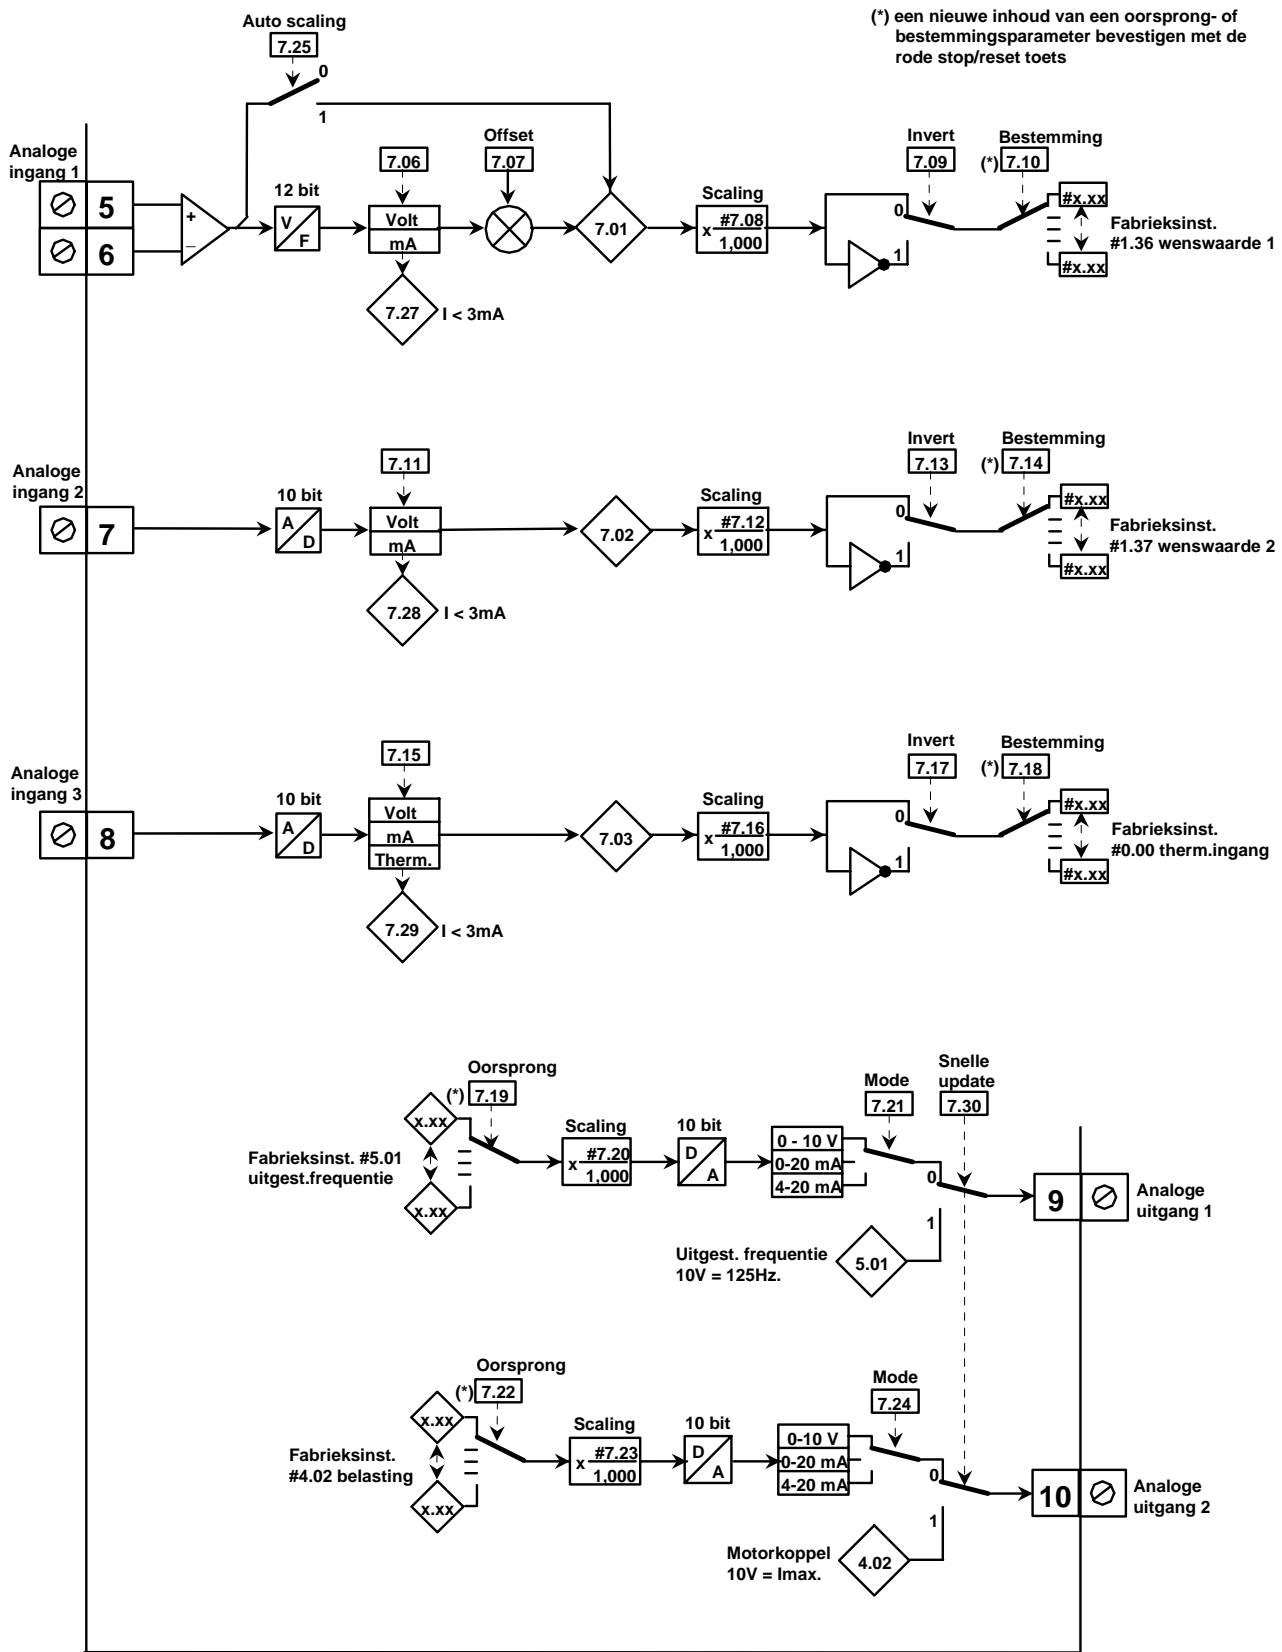 (*) een nieuwe inhoud van een oorsprong- of
bestemmingsparameter bevestigen met de
rode stop/reset toets
Auto scaling
7.25
0
1
Analoge
ingang 1
5
6
+
–
12 bit
V
F
7.06
Volt
mA
7.27
I < 3mA
Offset
7.07
7.01
Scaling
x #7.08
1,000
Invert
7.09
0
1
Bestemming
(*) 7.10
#x.xx
#x.xx
Fabrieksinst.
#1.36 wenswaarde 1
Analoge
ingang 2
7
10 bit
A
D
7.11
Volt
mA
7.28
I < 3mA
7.02
Scaling
x #7.12
1,000
Invert
7.13
0
1
Bestemming
(*) 7.14
#x.xx
#x.xx
Fabrieksinst.
#1.37 wenswaarde 2
Analoge
ingang 3
8
10 bit
A
D
7.15
Volt
mA
Therm.
7.29
I < 3mA
7.03
Scaling
x #7.16
1,000
Invert
7.17
0
1
Bestemming
(*) 7.18
#x.xx
#x.xx
Fabrieksinst.
#0.00 therm.ingang
Oorsprong
(*) 7.19
x.xx
x.xx
Fabrieksinst. #5.01
uitgest.frequentie
Scaling
x #7.20
1,000
10 bit
D
A
0 - 10 V
0-20 mA
4-20 mA
Mode
7.21
Snelle
update
7.30
0
1
Uitgest. frequentie
10V = 125Hz.
5.01
9
Analoge
uitgang 1
Oorsprong
(*) 7.22
x.xx
x.xx
Fabrieksinst.
#4.02 belasting
Scaling
x #7.23
1,000
10 bit
D
A
0-10 V
0-20 mA
4-20 mA
Mode
7.24
0
1
Motorkoppel
10V = Imax.
4.02
10
Analoge
uitgang 2